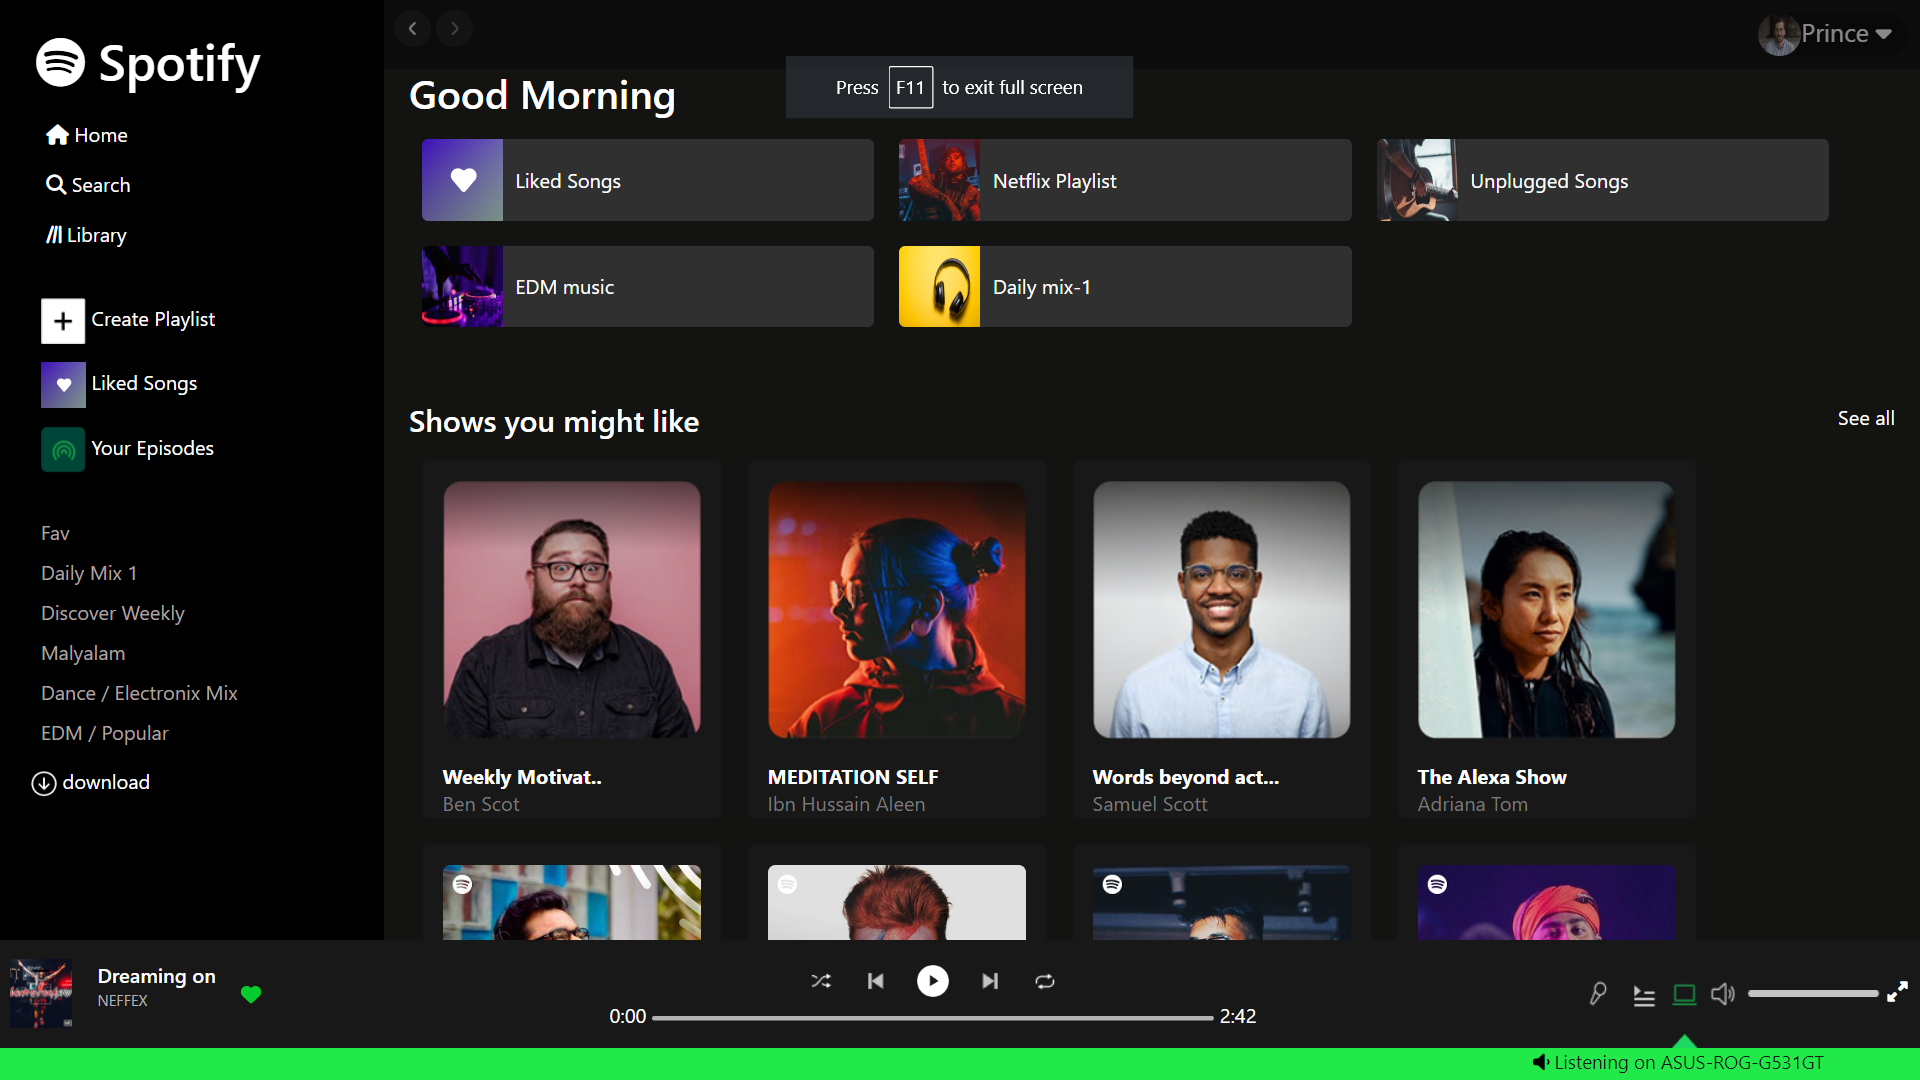 Spotify
Home
Search
Library
Create Playlist
Liked Songs
Your Episodes
Fav
Daily Mix 1
Discover Weekly
Malyalam
Dance / Electronix Mix
EDM / Popular
download
Prince
Press F11 to exit full screen
Good Morning
Liked Songs
Netflix Playlist
Unplugged Songs
EDM music
Daily mix-1
Shows you might like
See all
Weekly Motivat..
Ben Scot
MEDITATION SELF
Ibn Hussain Aleen
Words beyond act...
Samuel Scott
The Alexa Show
Adriana Tom
Dreaming on
NEFFEX
0:00
2:42
Listening on ASUS-ROG-G531GT